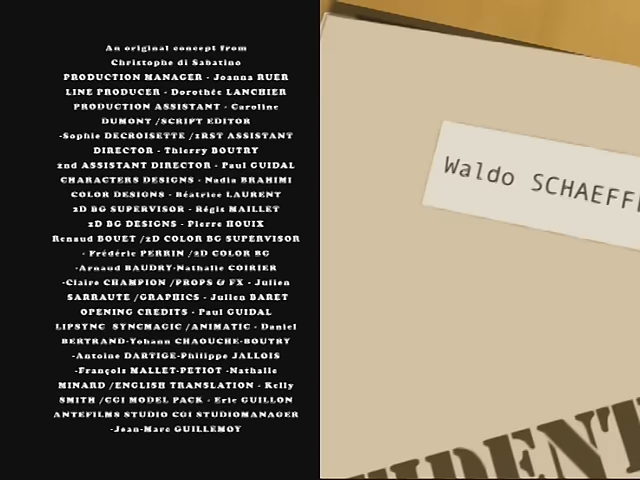 An original concept from
Christophe di Sabatino
PRODUCTION MANAGER - Joanna RUER
LINE PRODUCER - Dorothée LANCHIER
PRODUCTION ASSISTANT - Caroline
DUMONT /SCRIPT EDITOR
-Sophie DECROISETTE /1RST ASSISTANT
DIRECTOR - Thierry BOUTRY
2nd ASSISTANT DIRECTOR - Paul GUIDAL
CHARACTERS DESIGNS - Nadia BRAHIMI
COLOR DESIGNS - Béatrice LAURENT
2D BG SUPERVISOR - Régis MAILLET
2D BG DESIGNS - Pierre HOUIX
Renaud BOUET /2D COLOR BG SUPERVISOR
- Frédéric PERRIN /2D COLOR BG
-Arnaud BAUDRY-Nathalie COIRIER
-Claire CHAMPION /PROPS & FX - Julien
SARRAUTE /GRAPHICS - Julien BARET
OPENING CREDITS - Paul GUIDAL
LIPSYNC SYNCMAGIC /ANIMATIC - Daniel
BERTRAND-Yohann CHAOUCHE-BOUTRY
-Antoine DARTIGE-Philippe JALLOIS
-François MALLET-PETIOT -Nathalie
MINARD /ENGLISH TRANSLATION - Kelly
SMITH /CGI MODEL PACK - Eric GUILLON
ANTEFILMS STUDIO CGI STUDIOMANAGER
-Jean-Marc GUILLEMOY
Waldo SCHAEFF
IDENT